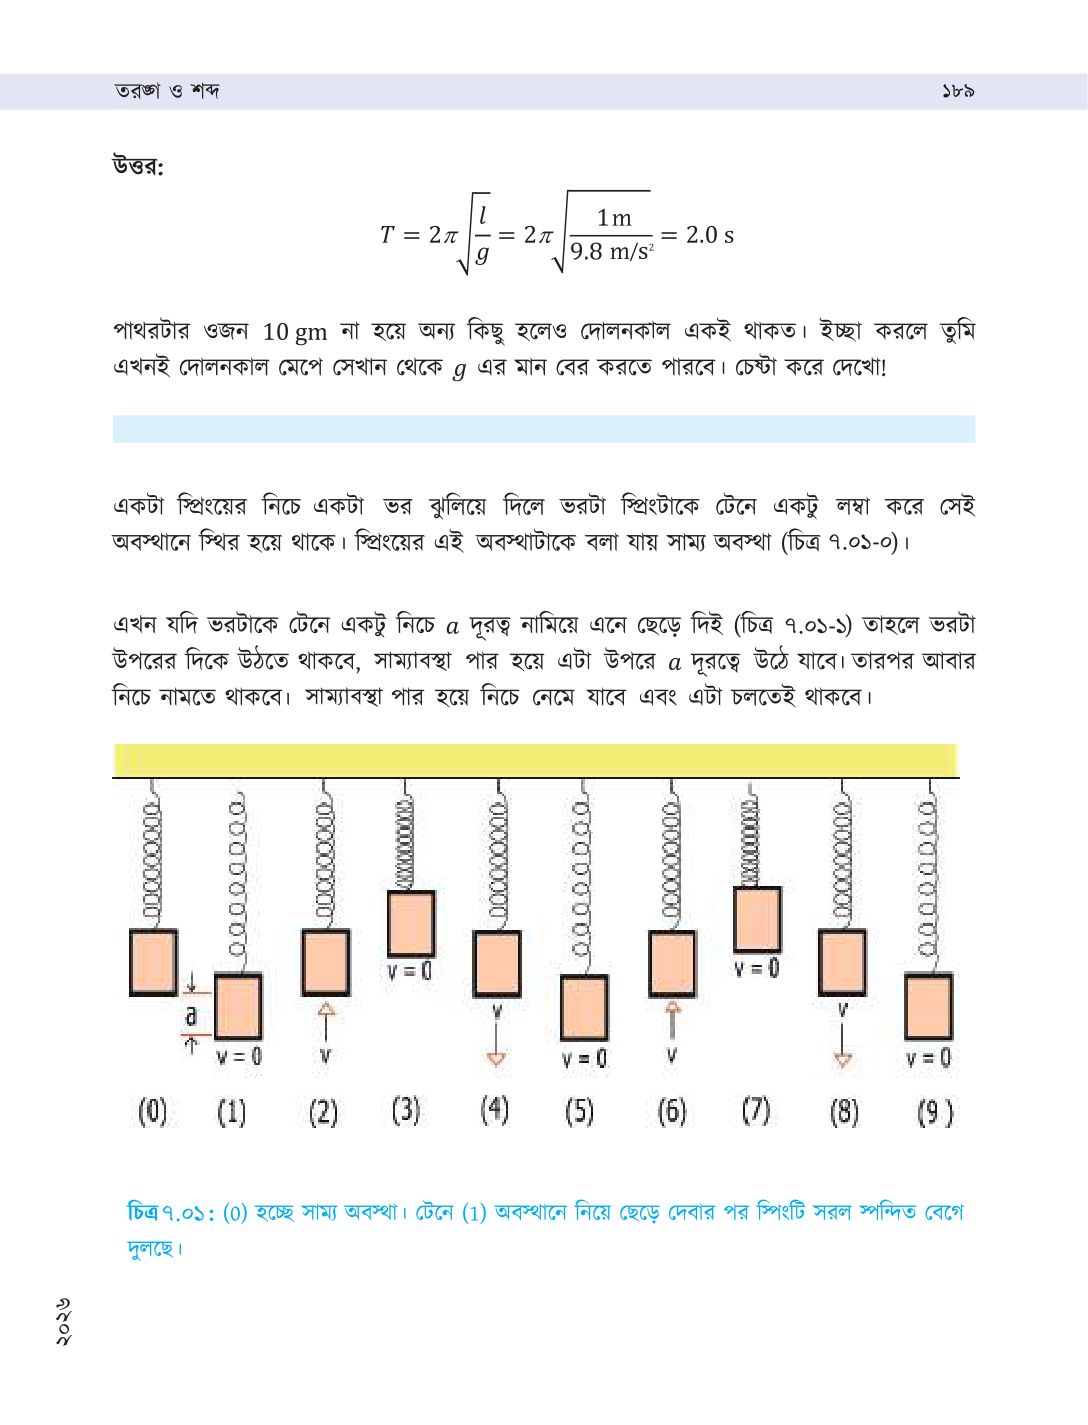 তরঙ্গ ও শব্দ ১৮৯
উত্তর:
T = 2π√(l/g) = 2π√(1 m/9.8 m/s²) = 2.0 s
পাথরটার ওজন 10 gm না হয়ে অন্য কিছু হলেও দোলনকাল একই থাকত। ইচ্ছা করলে তুমি
এখনই দোলনকাল মেপে সেখান থেকে g এর মান বের করতে পারবে। চেষ্টা করে দেখো!
একটা স্প্রিংয়ের নিচে একটা ভর ঝুলিয়ে দিলে ভরটা স্প্রিংটাকে টেনে একটু লম্বা করে সেই
অবস্থানে স্থির হয়ে থাকে। স্প্রিংয়ের এই অবস্থাটাকে বলা যায় সাম্য অবস্থা (চিত্র ৭.০১-০)।
এখন যদি ভরটাকে টেনে একটু নিচে a দূরত্ব নামিয়ে এনে ছেড়ে দিই (চিত্র ৭.০১-১) তাহলে ভরটা
উপরের দিকে উঠতে থাকবে, সাম্যাবস্থা পার হয়ে এটা উপরে a দূরত্বে উঠে যাবে। তারপর আবার
নিচে নামতে থাকবে। সাম্যাবস্থা পার হয়ে নিচে নেমে যাবে এবং এটা চলতেই থাকবে।
a
v = 0 v v = 0 v v = 0 v v = 0 v v = 0
(0) (1) (2) (3) (4) (5) (6) (7) (8) (9 )
চিত্র ৭.০১ : (0) হচ্ছে সাম্য অবস্থা। টেনে (1) অবস্থানে নিয়ে ছেড়ে দেবার পর স্পিংটি সরল স্পন্দিত বেগে
দুলছে।
২০২৬